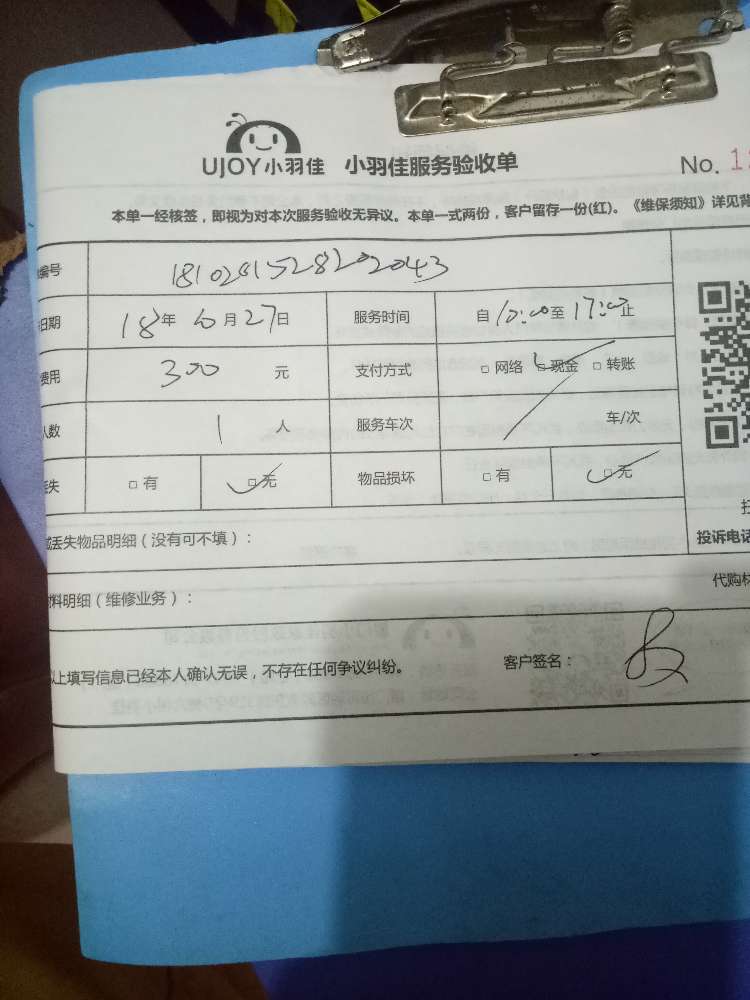 UJOY小羽佳 小羽佳服务验收单 No. 1
本单一经核签，即视为对本次服务验收无异议。本单一式两份，客户留存一份(红)。《维保须知》详见背
编号 1810281528202043
日期 18年10月27日 服务时间 自 12:00至 17:00止
费用 300 元 支付方式 □ 网络 □ 现金 □ 转账
人数 1 人 服务车次 车/次
丢失 □ 有 □ 无 物品损坏 □ 有 □ 无
或丢失物品明细（没有可不填）： 投诉电话
材料明细（维修业务）： 代购材
以上填写信息已经本人确认无误，不存在任何争议纠纷。 客户签名：